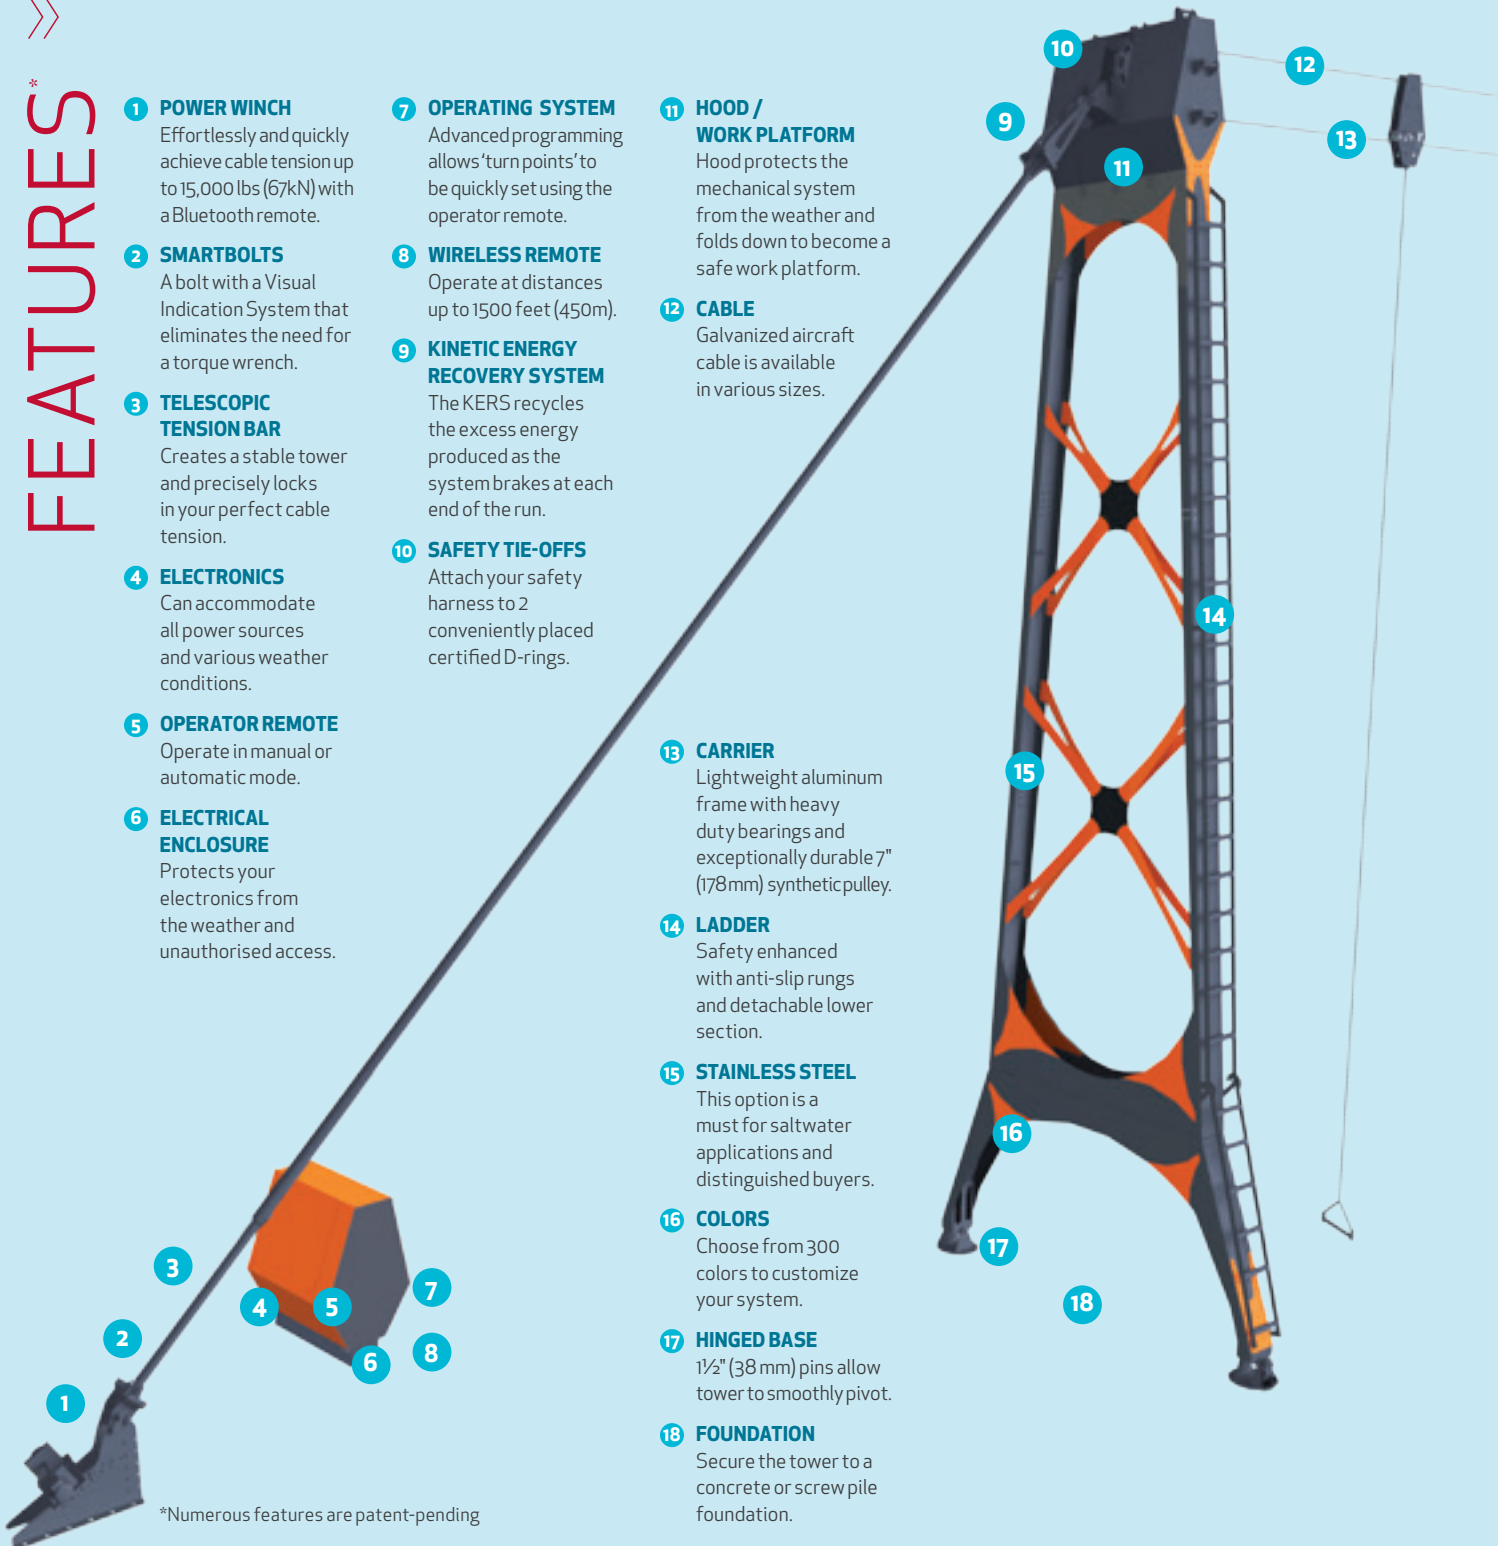 FEATURES*
1 POWER WINCH
Effortlessly and quickly
achieve cable tension up
to 15,000 lbs (67kN) with
a Bluetooth remote.
2 SMARTBOLTS
A bolt with a Visual
Indication System that
eliminates the need for
a torque wrench.
3 TELESCOPIC
TENSION BAR
Creates a stable tower
and precisely locks
in your perfect cable
tension.
4 ELECTRONICS
Can accommodate
all power sources
and various weather
conditions.
5 OPERATOR REMOTE
Operate in manual or
automatic mode.
6 ELECTRICAL
ENCLOSURE
Protects your
electronics from
the weather and
unauthorised access.
7 OPERATING SYSTEM
Advanced programming
allows ‘turn points’ to
be quickly set using the
operator remote.
8 WIRELESS REMOTE
Operate at distances
up to 1500 feet (450m).
9 KINETIC ENERGY
RECOVERY SYSTEM
The KERS recycles
the excess energy
produced as the
system brakes at each
end of the run.
10 SAFETY TIE-OFFS
Attach your safety
harness to 2
conveniently placed
certified D-rings.
11 HOOD /
WORK PLATFORM
Hood protects the
mechanical system
from the weather and
folds down to become a
safe work platform.
12 CABLE
Galvanized aircraft
cable is available
in various sizes.
13 CARRIER
Lightweight aluminum
frame with heavy
duty bearings and
exceptionally durable 7"
(178mm) synthetic pulley.
14 LADDER
Safety enhanced
with anti-slip rungs
and detachable lower
section.
15 STAINLESS STEEL
This option is a
must for saltwater
applications and
distinguished buyers.
16 COLORS
Choose from 300
colors to customize
your system.
17 HINGED BASE
1½" (38 mm) pins allow
tower to smoothly pivot.
18 FOUNDATION
Secure the tower to a
concrete or screw pile
foundation.
10
12
9
13
11
14
15
16
17
18
3
7
4
5
2
8
6
1
*Numerous features are patent-pending